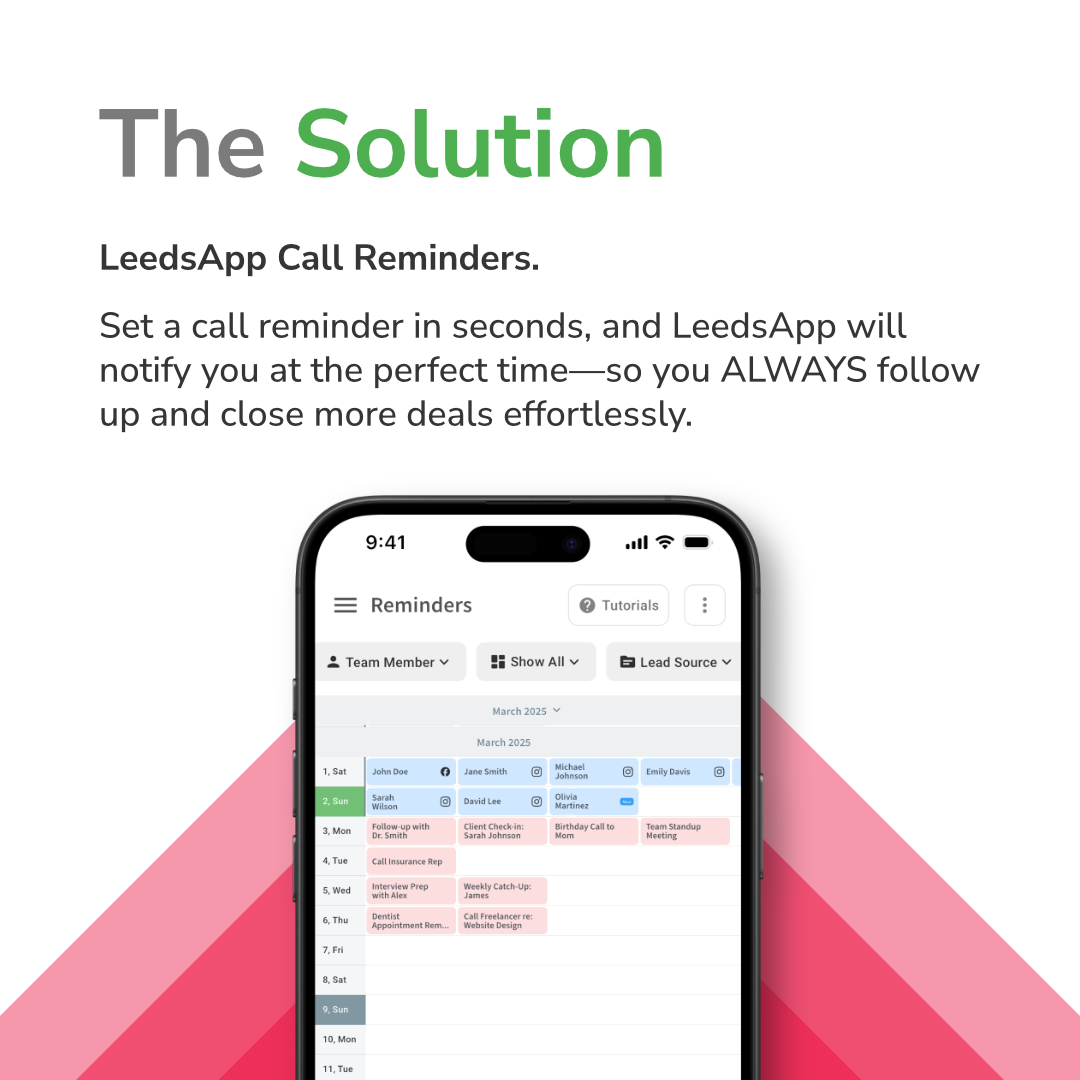 The Solution
LeedsApp Call Reminders.
Set a call reminder in seconds, and LeedsApp will
notify you at the perfect time—so you ALWAYS follow
up and close more deals effortlessly.
9:41
Reminders
Tutorials
Team Member
Show All
Lead Source
March 2025
March 2025
1, Sat
John Doe
Jane Smith
Michael
Johnson
Emily Davis
2, Sun
Sarah
Wilson
David Lee
Olivia
Martinez
3, Mon
Follow-up with
Dr. Smith
Client Check-in:
Sarah Johnson
Birthday Call to
Mom
Team Standup
Meeting
4, Tue
Call Insurance Rep
5, Wed
Interview Prep
with Alex
Weekly Catch-Up:
James
6, Thu
Dentist
Appointment Rem...
Call Freelancer re:
Website Design
7, Fri
8, Sat
9, Sun
10, Mon
11, Tue